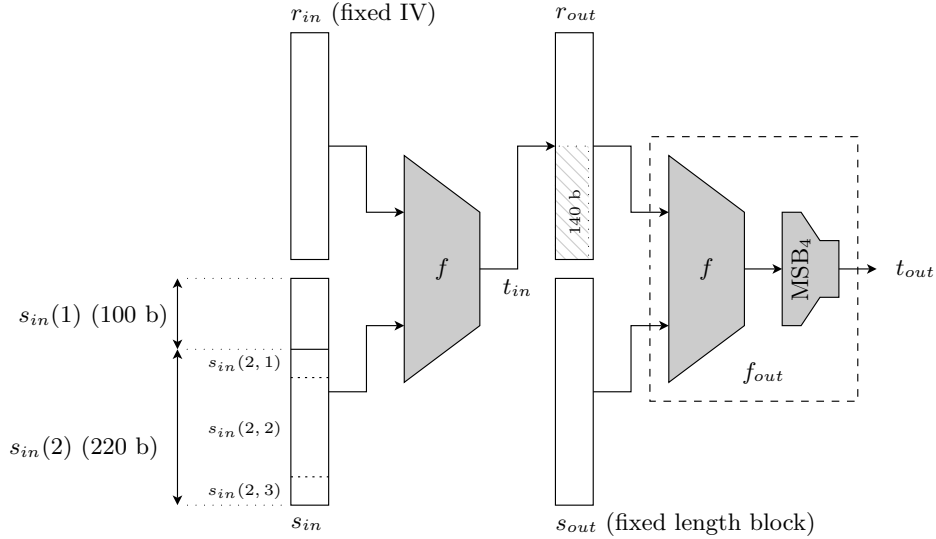 r_in (fixed IV)
r_out
140 b
f
t_in
f
MSB_4
t_out
f_out
s_in(1) (100 b)
s_in(2, 1)
s_in(2) (220 b)
s_in(2, 2)
s_in(2, 3)
s_in
s_out (fixed length block)